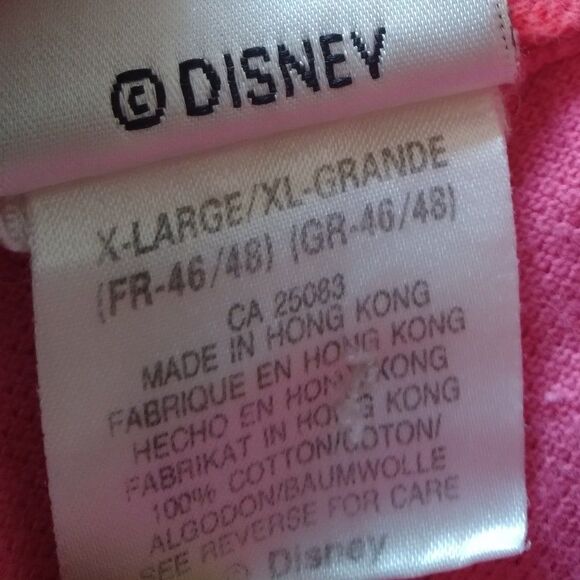 © DISNEY
X-LARGE/XL-GRANDE
(FR-46/48) (GR-46/48)
CA 25083
MADE IN HONG KONG
FABRIQUE EN HONG KONG
HECHO EN HONG KONG
FABRIKAT IN HONG KONG
100% COTTON/COTON/
ALGODON/BAUMWOLLE
SEE REVERSE FOR CARE
© Disney